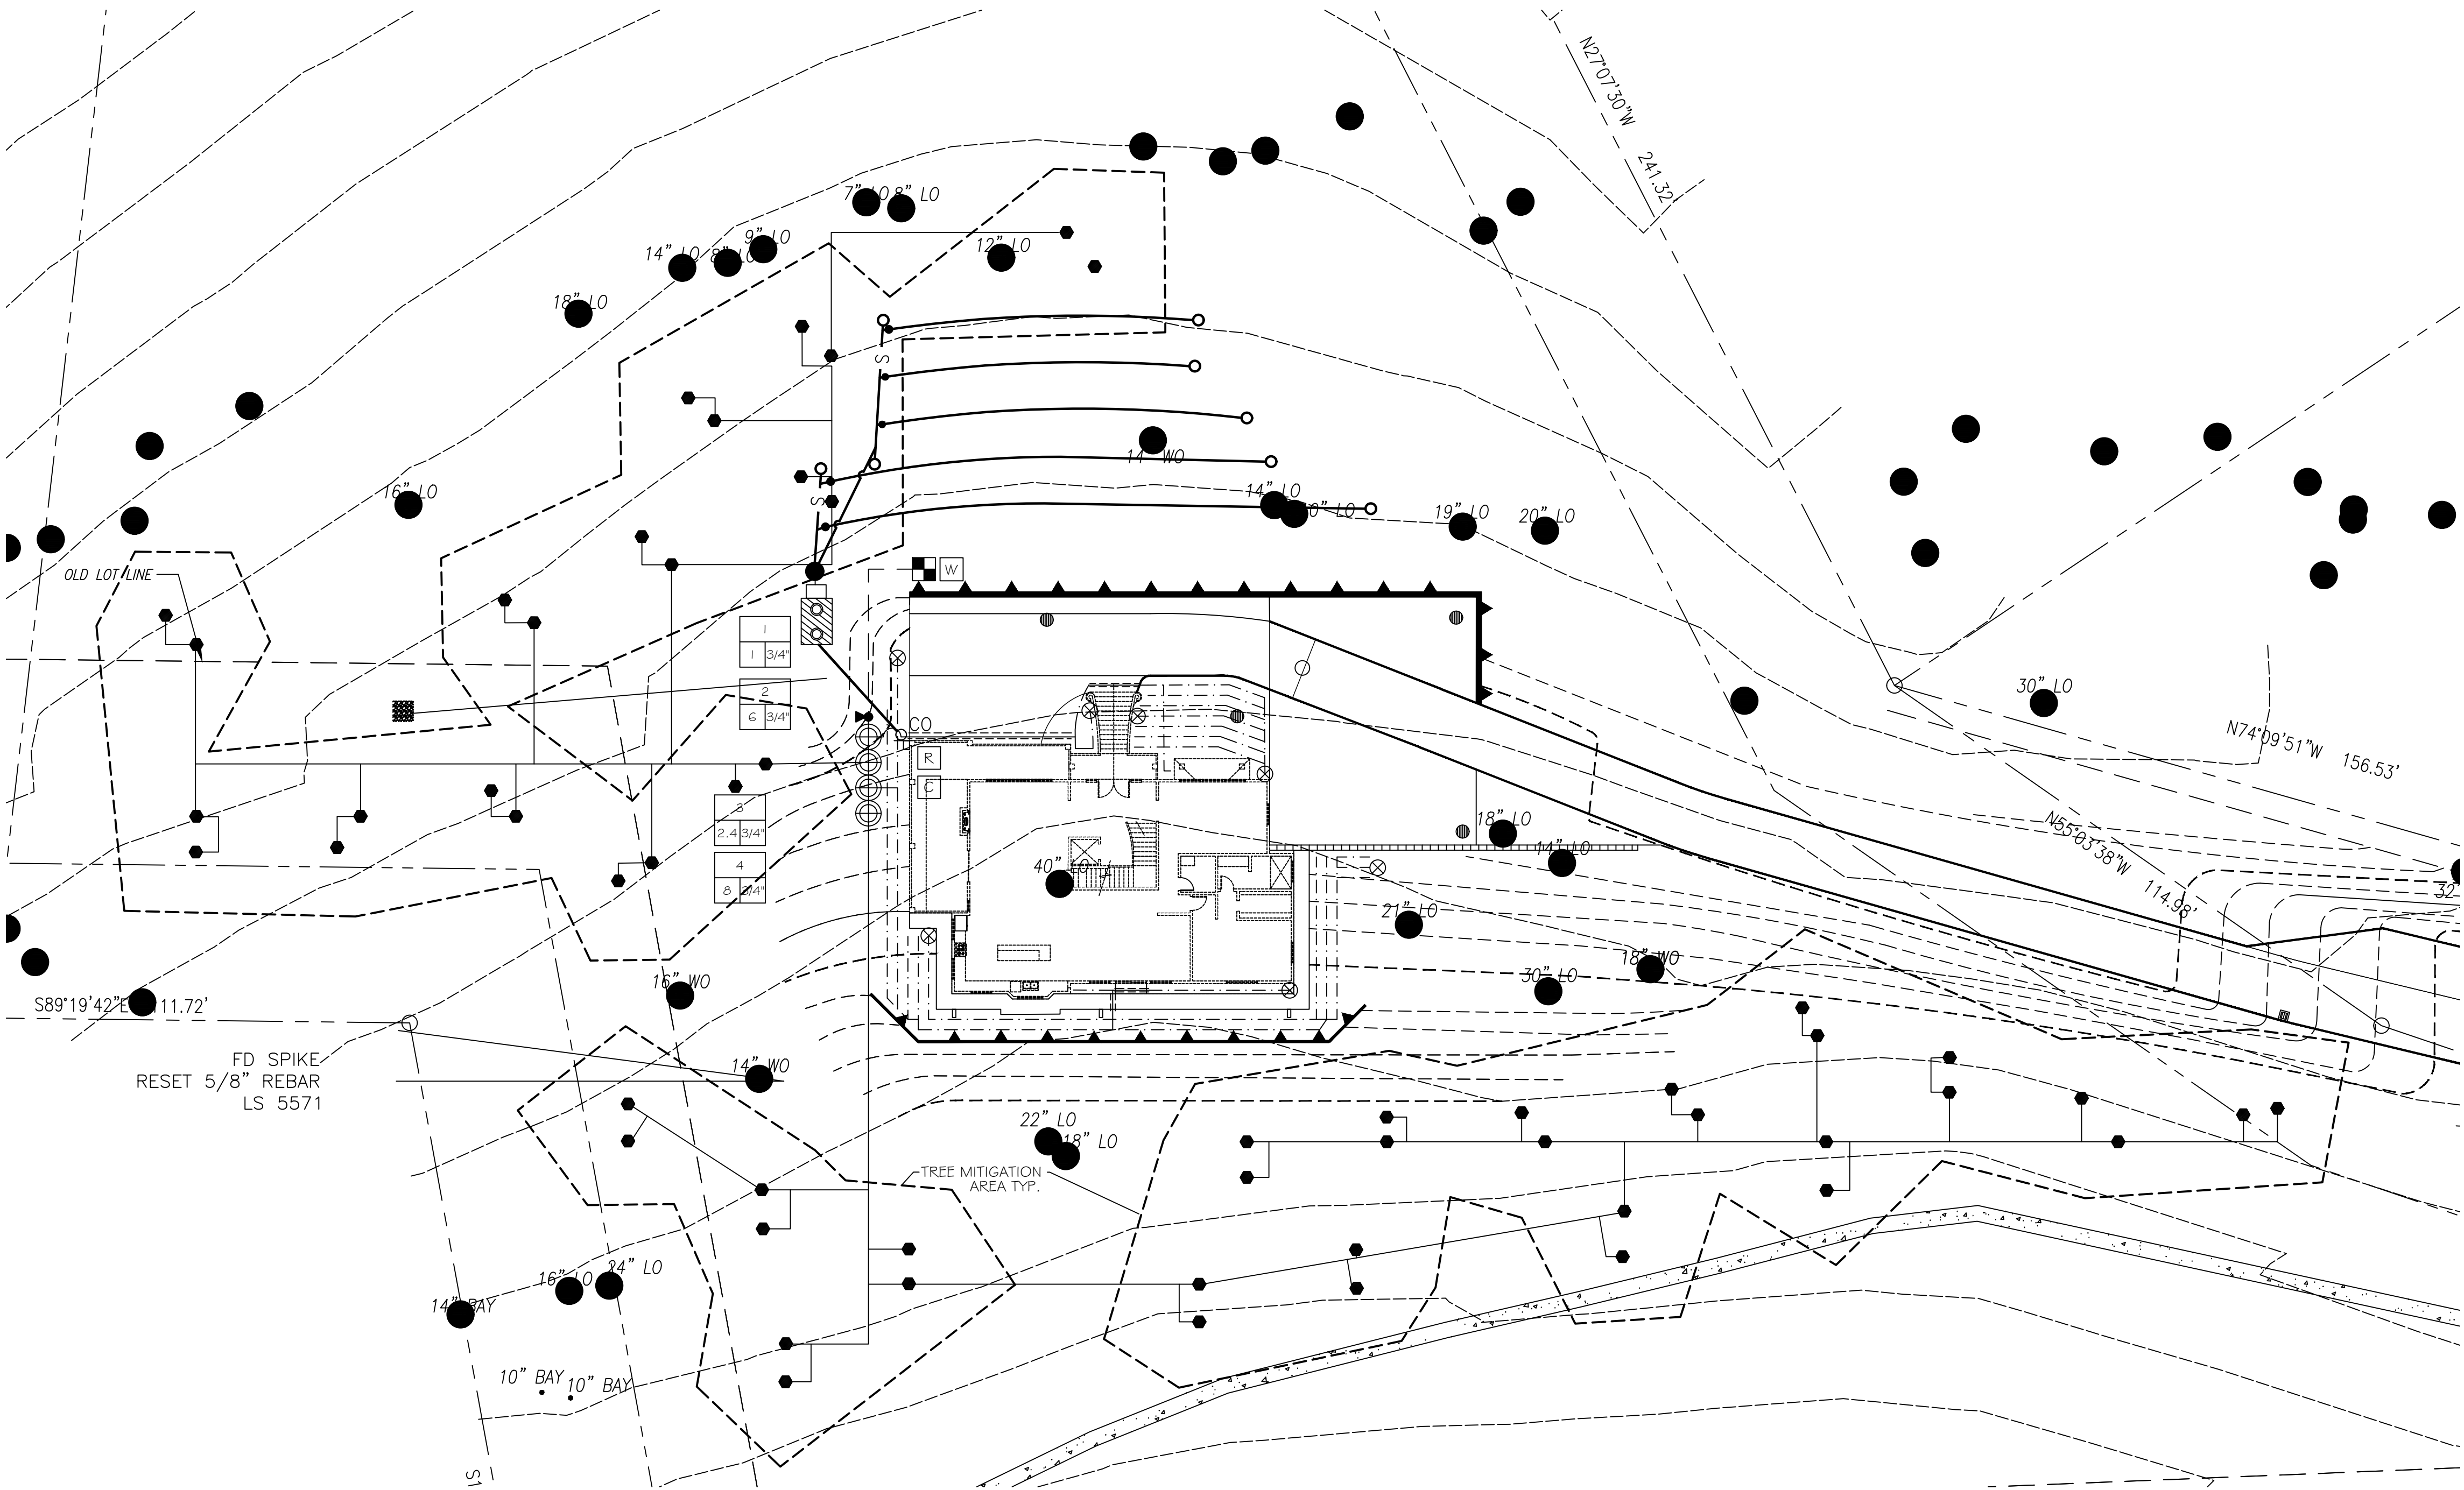 N27°07'30"W 241.32'
7" LO
8" LO
9" LO
14" LO
8" LO
12" LO
18" LO
S
14" WO
16" LO
S
14" LO
19" LO
20" LO
OLD LOT LINE
W
1
1 3/4"
2
6 3/4"
30" LO
N74°09'51"W 156.53'
CO
R
C
3
2.4 3/4"
4
8 3/4"
18" LO
14" LO
N55°03'38"W 114.98'
40" LO
32"
21" LO
16" WO
18" WO
30" LO
S89°19'42"E 111.72'
FD SPIKE
RESET 5/8" REBAR
LS 5571
14" WO
22" LO
18" LO
TREE MITIGATION
AREA TYP.
16" LO
24" LO
14" BAY
10" BAY
10" BAY
S1